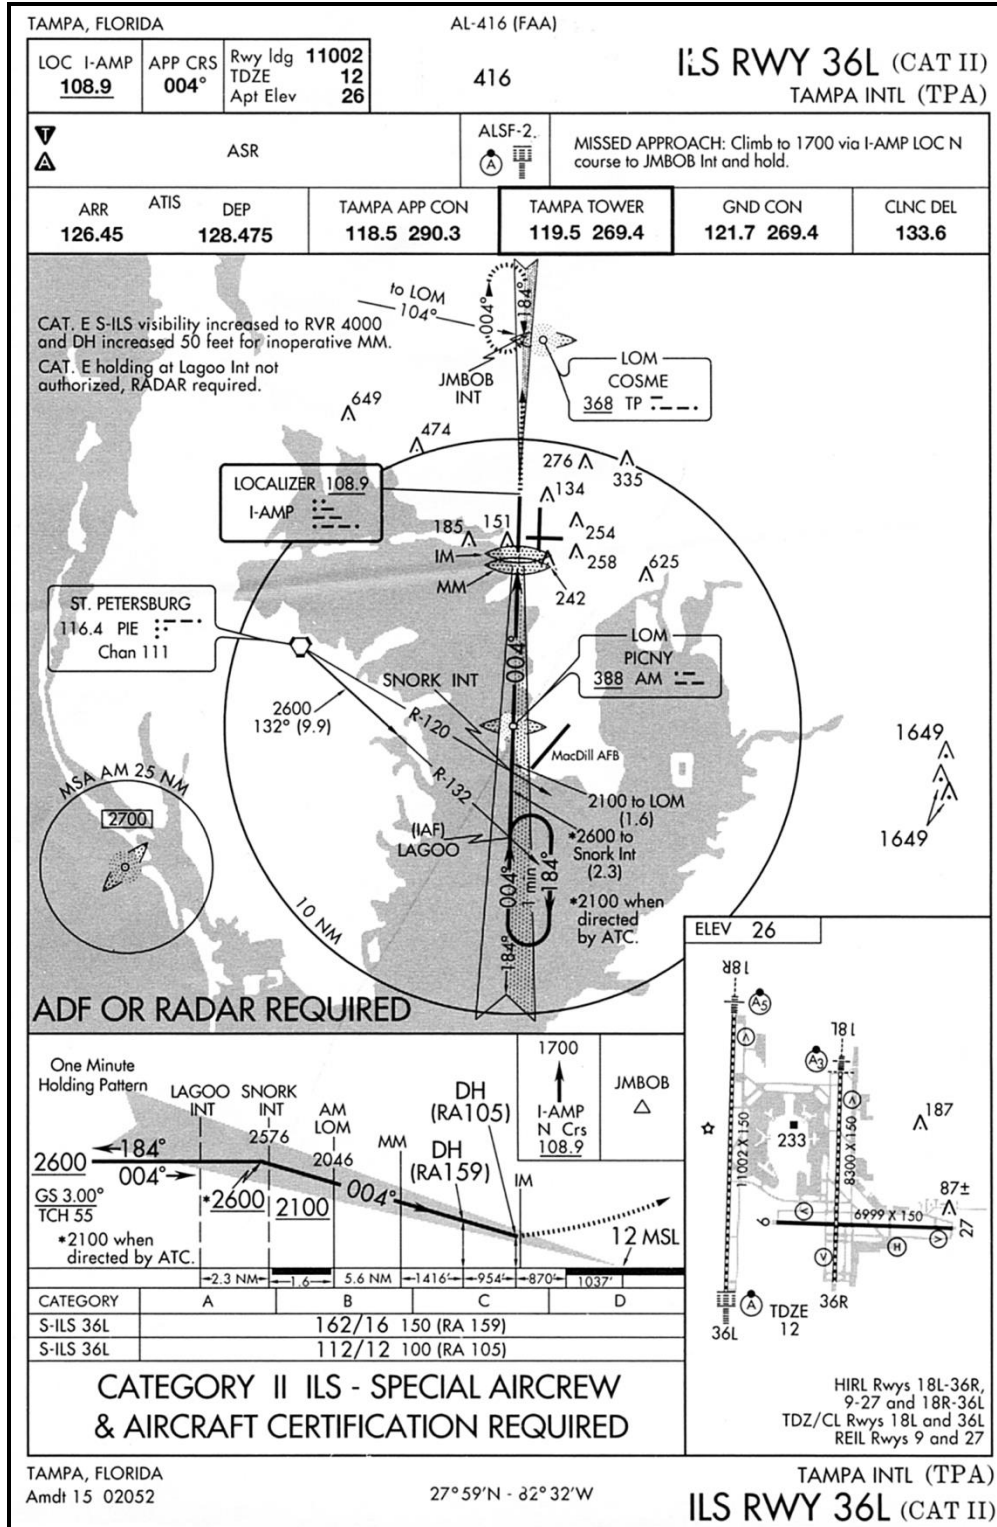 TAMPA, FLORIDA
AL-416 (FAA)
LOC I-AMP
108.9
APP CRS
004°
Rwy ldg 11002
TDZE 12
Apt Elev 26
416
ILS RWY 36L (CAT II)
TAMPA INTL (TPA)
T
A
ASR
ALSF-2
A
MISSED APPROACH: Climb to 1700 via I-AMP LOC N
course to JMBOB Int and hold.
ATIS
ARR DEP
126.45 128.475
TAMPA APP CON
118.5 290.3
TAMPA TOWER
119.5 269.4
GND CON
121.7 269.4
CLNC DEL
133.6
CAT. E S-ILS visibility increased to RVR 4000
and DH increased 50 feet for inoperative MM.
CAT. E holding at Lagoo Int not
authorized, RADAR required.
to LOM
104°
004°
184°
JMBOB
INT
LOM
COSME
368 TP
649
474
276
335
134
LOCALIZER 108.9
I-AMP
185
151
254
258
IM
MM
242
625
ST. PETERSBURG
116.4 PIE
Chan 111
004°
LOM
PICNY
388 AM
SNORK INT
2600
132° (9.9)
R-120
R-132
MacDill AFB
1649
1649
MSA AM 25 NM
2700
2100 to LOM
(1.6)
(IAF)
LAGOO
*2600 to
Snork Int
(2.3)
004°
1 min
184°
*2100 when
directed
by ATC.
184°
10 NM
ADF OR RADAR REQUIRED
ELEV 26
18R
A5
V
18L
A3
V
187
233
11002 X 150
8300 X 150
87±
6999 X 150
9
27
V
V
H
V
36R
36L
A
TDZE
12
HIRL Rwys 18L-36R,
9-27 and 18R-36L
TDZ/CL Rwys 18L and 36L
REIL Rwys 9 and 27
One Minute
Holding Pattern
LAGOO
INT
SNORK
INT
2576
AM
LOM
2046
MM
DH
(RA159)
DH
(RA105)
IM
1700
I-AMP
N Crs
108.9
JMBOB
184°
004°
2600
*2600
2100
004°
GS 3.00°
TCH 55
*2100 when
directed by ATC.
12 MSL
2.3 NM 1.6 5.6 NM 1416' 954' 870' 1037'
CATEGORY A B C D
S-ILS 36L 162/16 150 (RA 159)
S-ILS 36L 112/12 100 (RA 105)
CATEGORY II ILS - SPECIAL AIRCREW
& AIRCRAFT CERTIFICATION REQUIRED
TAMPA, FLORIDA
Amdt 15 02052
27°59'N - 82°32'W
TAMPA INTL (TPA)
ILS RWY 36L (CAT II)